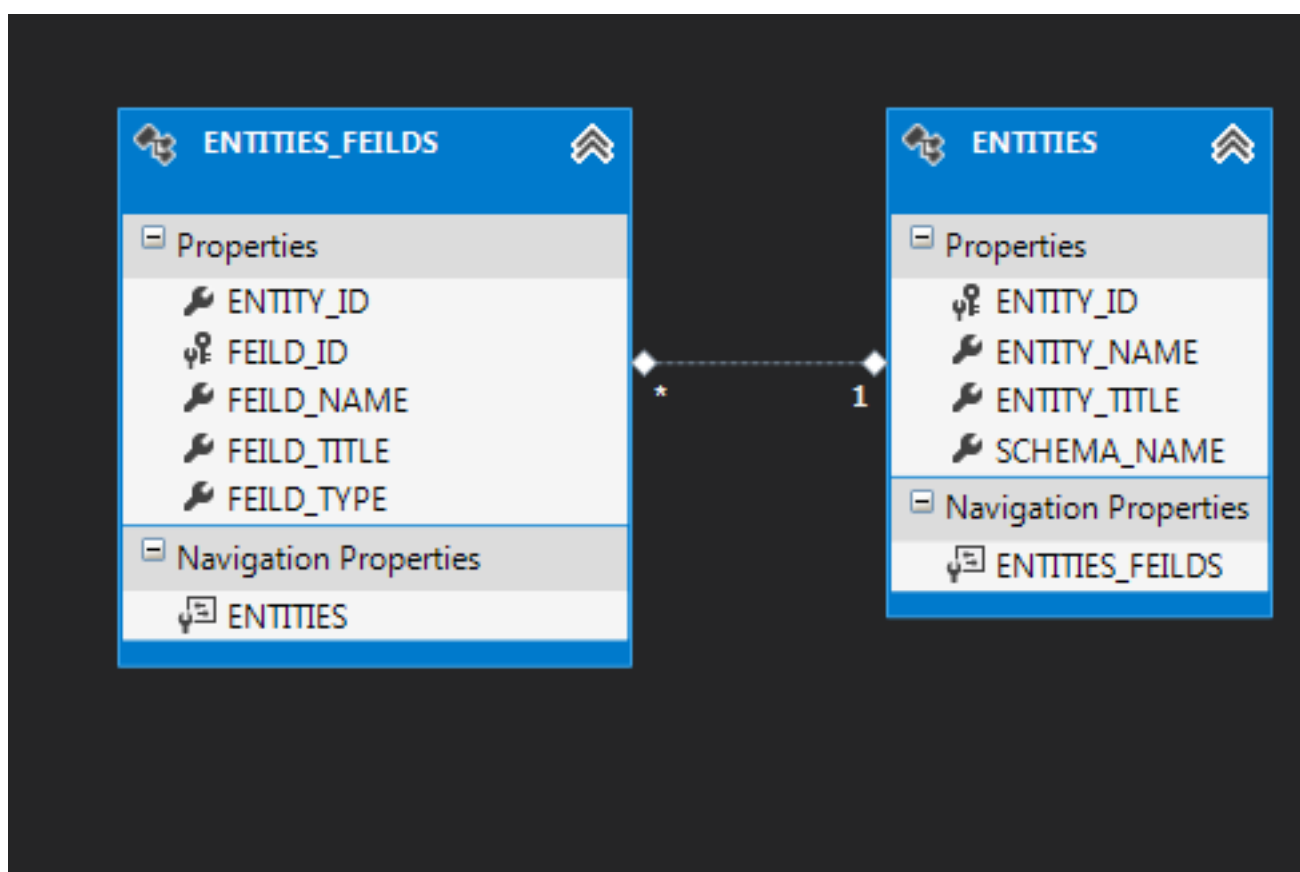 ENTITIES_FEILDS
Properties
ENTITY_ID
FEILD_ID
FEILD_NAME
FEILD_TITLE
FEILD_TYPE
Navigation Properties
ENTITIES
*
1
ENTITIES
Properties
ENTITY_ID
ENTITY_NAME
ENTITY_TITLE
SCHEMA_NAME
Navigation Properties
ENTITIES_FEILDS